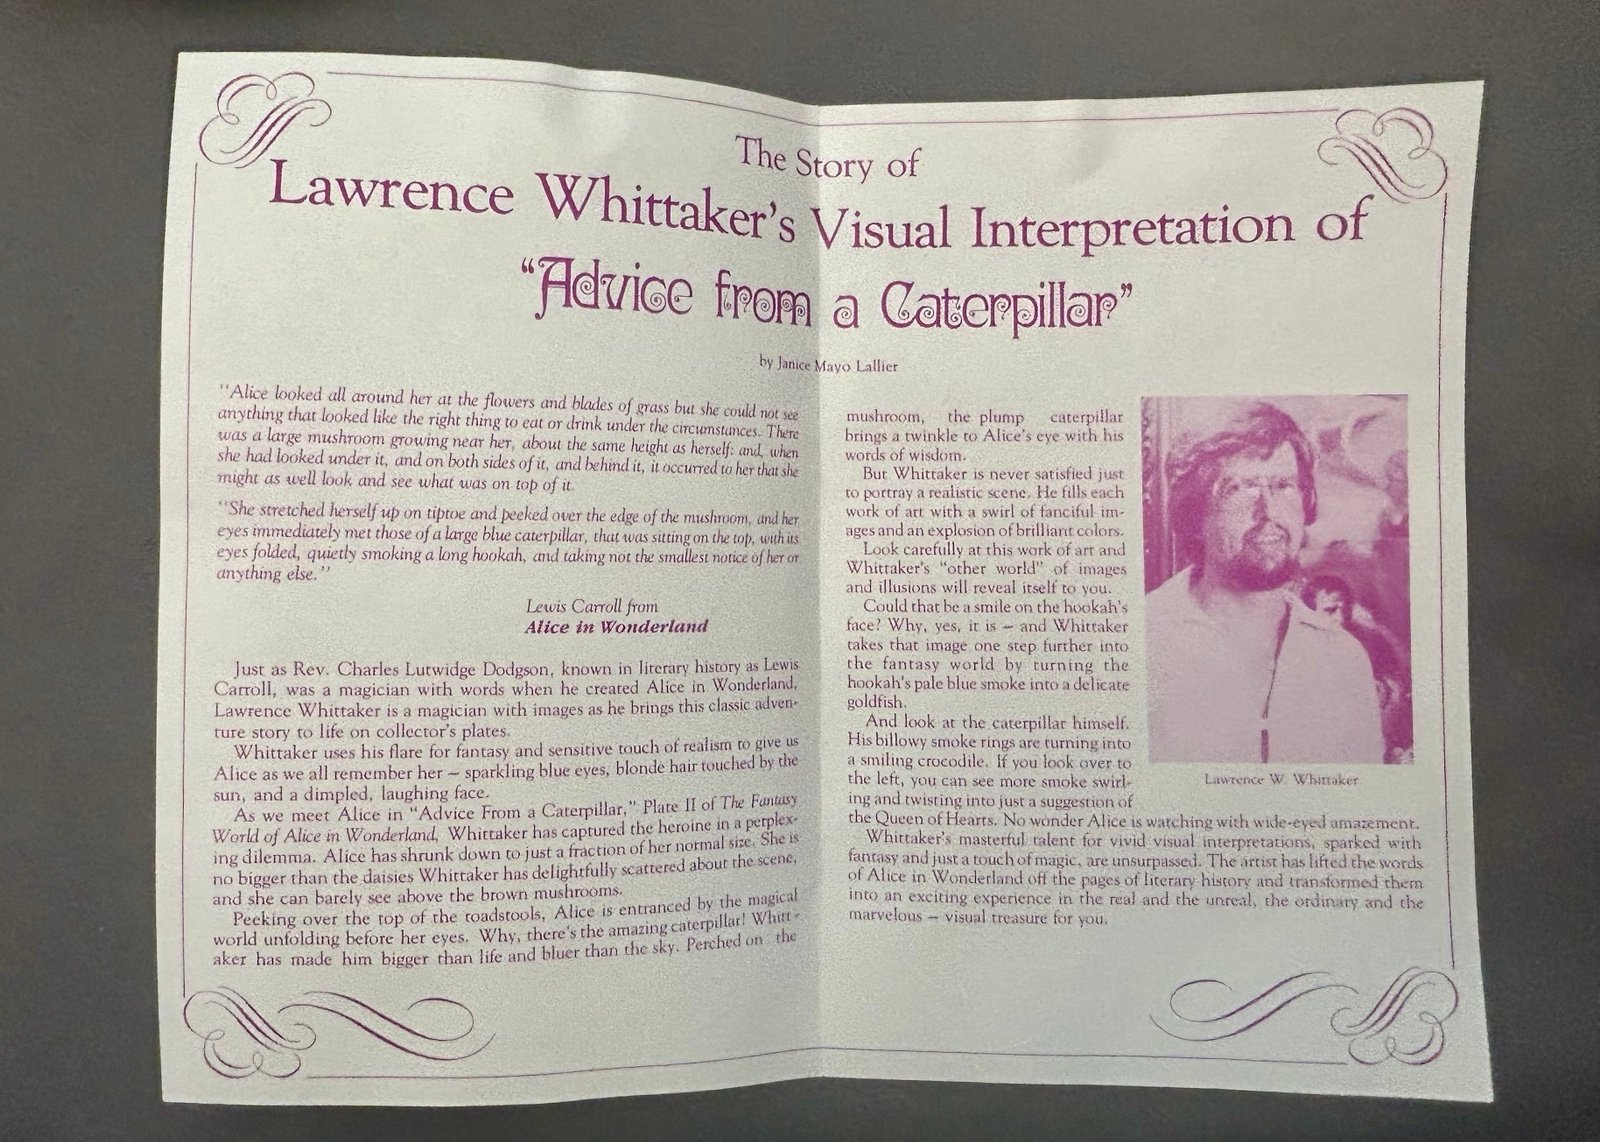 The Story of
Lawrence Whittaker's Visual Interpretation of
"Advice from a Caterpillar"
by Janice Mayo Lallier
"Alice looked all around her at the flowers and blades of grass but she could not see
anything that looked like the right thing to eat or drink under the circumstances. There
was a large mushroom growing near her, about the same height as herself; and, when
she had looked under it, and on both sides of it, and behind it, it occurred to her that she
might as well look and see what was on top of it.
"She stretched herself up on tiptoe and peeked over the edge of the mushroom, and her
eyes immediately met those of a large blue caterpillar, that was sitting on the top, with its
eyes folded, quietly smoking a long hookah, and taking not the smallest notice of her or
anything else."
Lewis Carroll from
Alice in Wonderland
Just as Rev. Charles Lutwidge Dodgson, known in literary history as Lewis
Carroll, was a magician with words when he created Alice in Wonderland,
Lawrence Whittaker is a magician with images as he brings this classic adven-
ture story to life on collector's plates.
Whittaker uses his flare for fantasy and sensitive touch of realism to give us
Alice as we all remember her – sparkling blue eyes, blonde hair touched by the
sun, and a dimpled, laughing face.
As we meet Alice in "Advice From a Caterpillar," Plate II of The Fantasy
World of Alice in Wonderland, Whittaker has captured the heroine in a perplex-
ing dilemma. Alice has shrunk down to just a fraction of her normal size. She is
no bigger than the daisies Whittaker has delightfully scattered about the scene,
and she can barely see above the brown mushrooms.
Peeking over the top of the toadstools, Alice is entranced by the magical
world unfolding before her eyes. Why, there's the amazing caterpillar! Whitt-
aker has made him bigger than life and bluer than the sky. Perched on the
mushroom, the plump caterpillar
brings a twinkle to Alice's eye with his
words of wisdom.
But Whittaker is never satisfied just
to portray a realistic scene. He fills each
work of art with a swirl of fanciful im-
ages and an explosion of brilliant colors.
Look carefully at this work of art and
Whittaker's "other world" of images
and illusions will reveal itself to you.
Could that be a smile on the hookah's
face? Why, yes, it is – and Whittaker
takes that image one step further into
the fantasy world by turning the
hookah's pale blue smoke into a delicate
goldfish.
And look at the caterpillar himself.
His billowy smoke rings are turning into
a smiling crocodile. If you look over to
the left, you can see more smoke swirl-
ing and twisting into just a suggestion of
the Queen of Hearts. No wonder Alice is watching with wide-eyed amazement.
Whittaker's masterful talent for vivid visual interpretations, sparked with
fantasy and just a touch of magic, are unsurpassed. The artist has lifted the words
of Alice in Wonderland off the pages of literary history and transformed them
into an exciting experience in the real and the unreal, the ordinary and the
marvelous – visual treasure for you.
Lawrence W. Whittaker